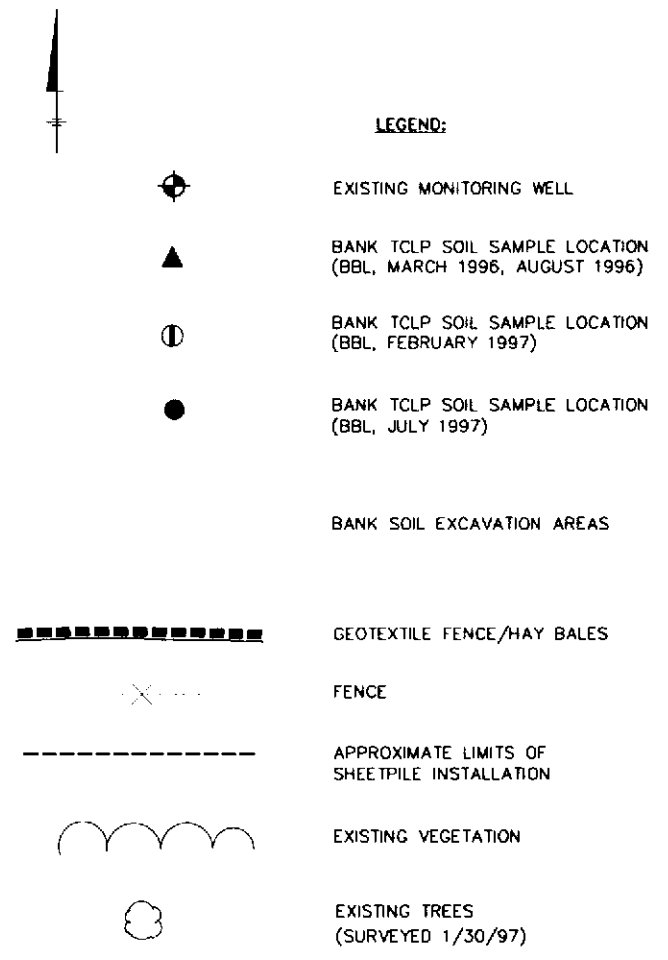 LEGEND:
EXISTING MONITORING WELL
BANK TCLP SOIL SAMPLE LOCATION
(BBL, MARCH 1996, AUGUST 1996)
BANK TCLP SOIL SAMPLE LOCATION
(BBL, FEBRUARY 1997)
BANK TCLP SOIL SAMPLE LOCATION
(BBL, JULY 1997)
BANK SOIL EXCAVATION AREAS
GEOTEXTILE FENCE/HAY BALES
FENCE
APPROXIMATE LIMITS OF
SHEETPILE INSTALLATION
EXISTING VEGETATION
EXISTING TREES
(SURVEYED 1/30/97)